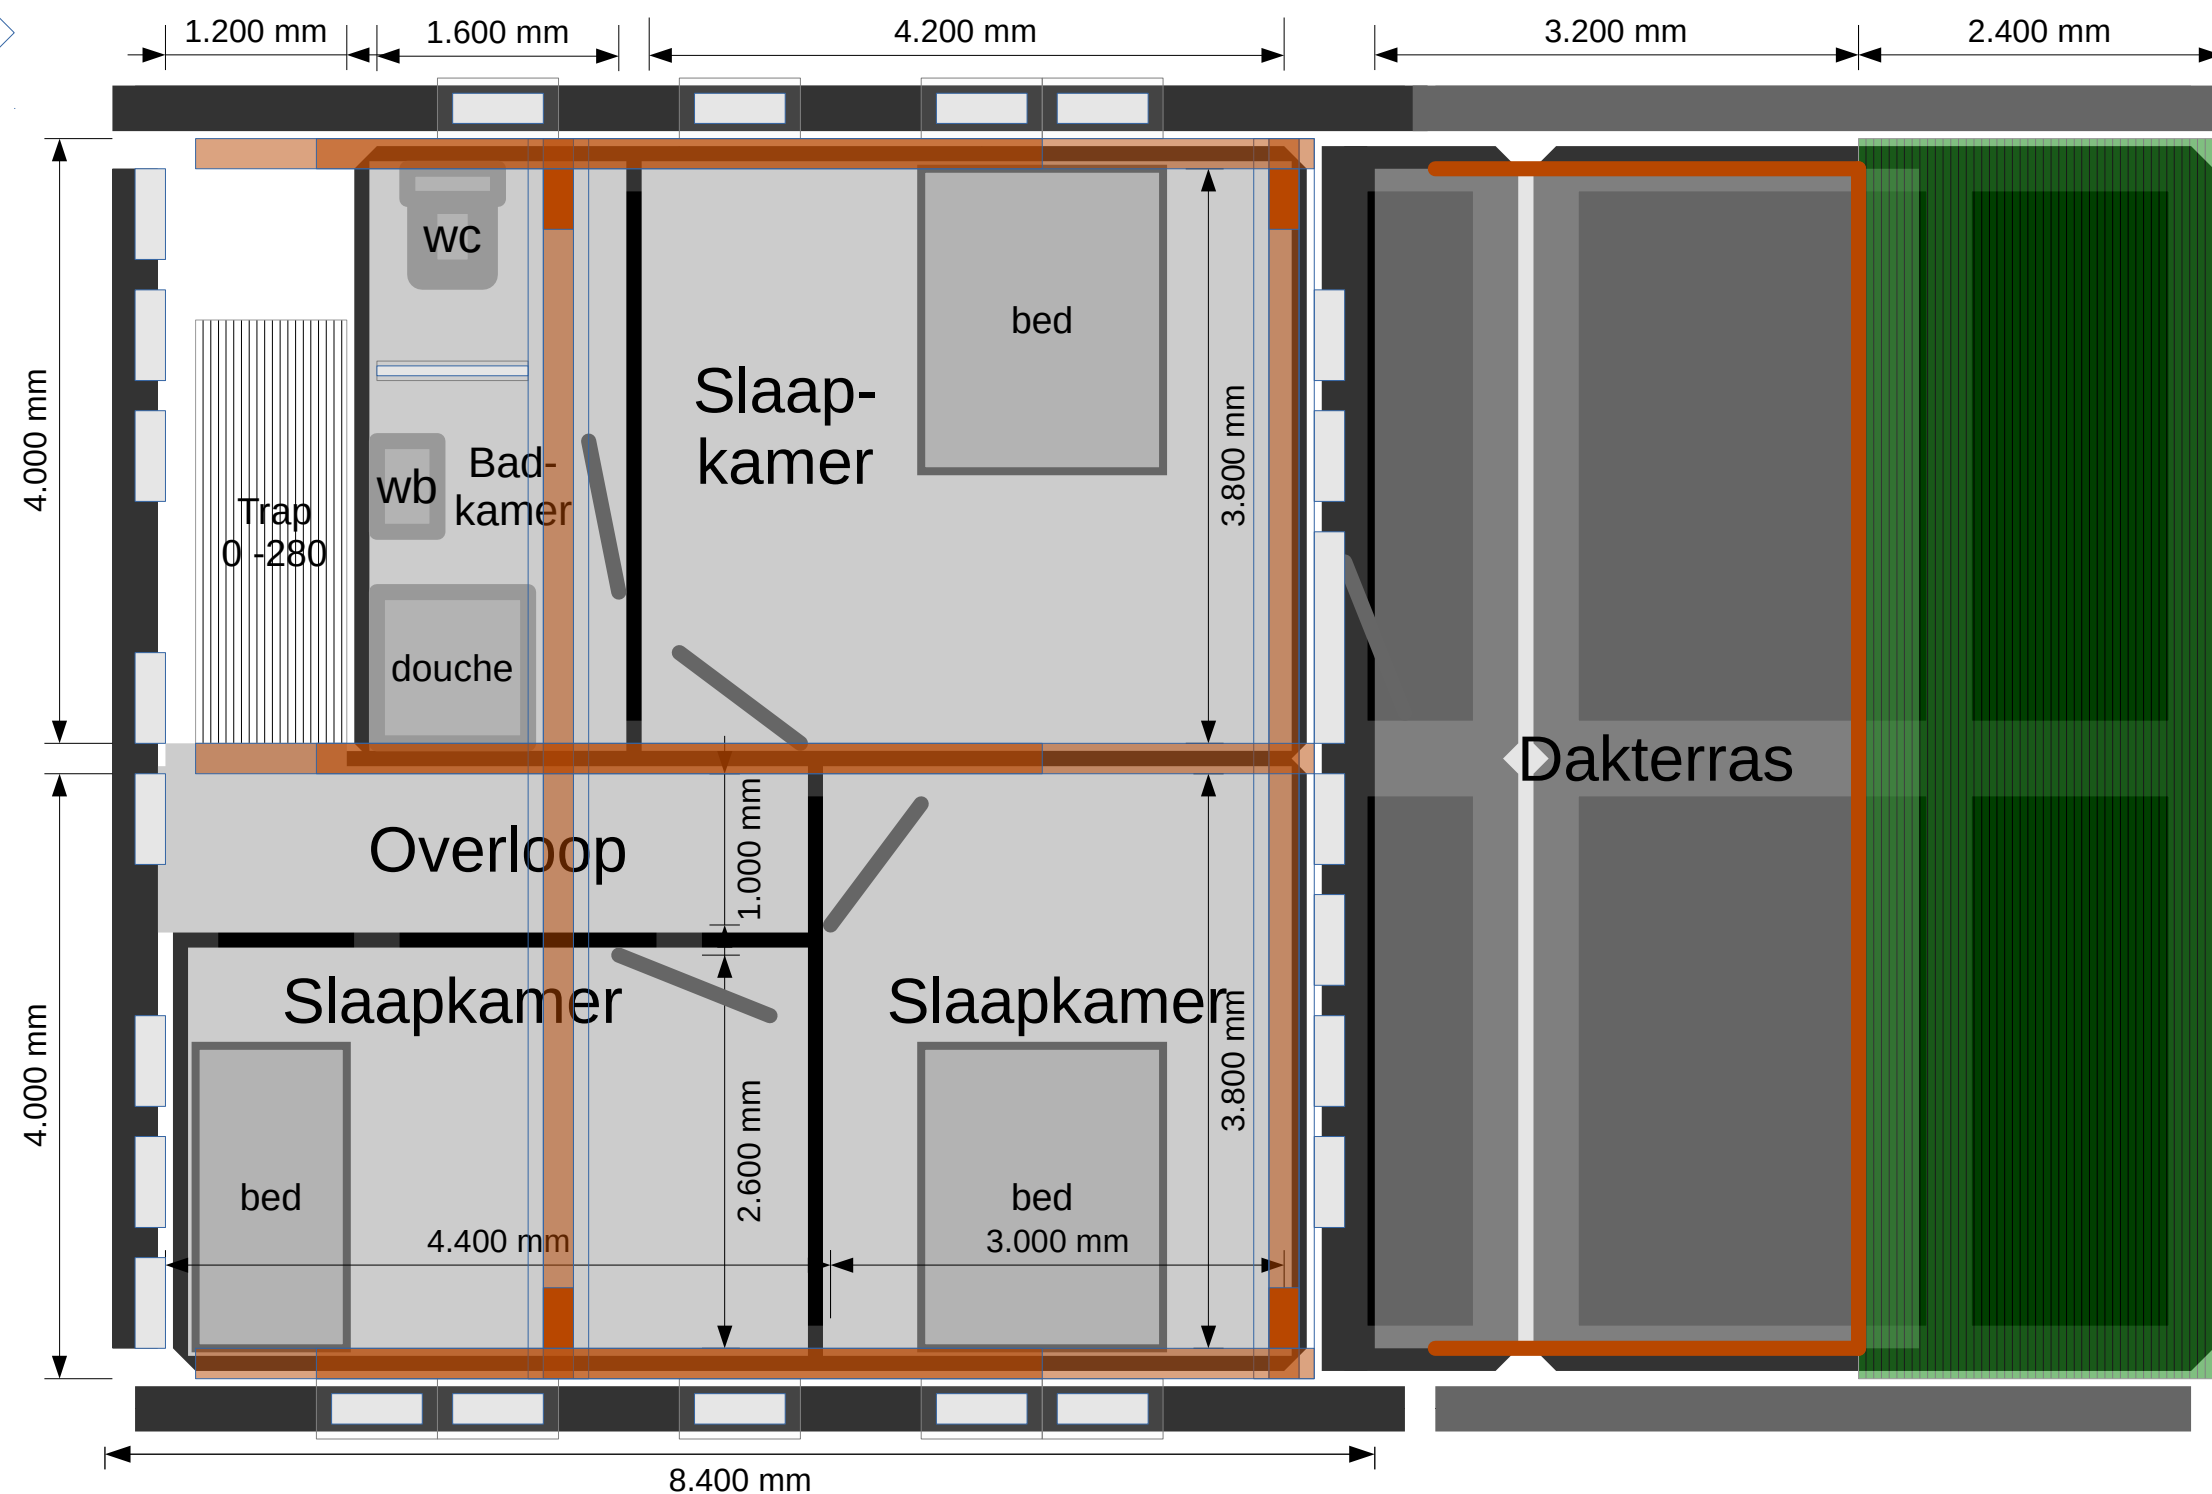 1.200 mm
1.600 mm
4.200 mm
3.200 mm
2.400 mm
4.000 mm
wc
bed
Slaap-
kamer
3.800 mm
Bad-
kamer
wb
Trap
0 -280
douche
Dakterras
Overloop
1.000 mm
Slaapkamer
Slaapkamer
4.000 mm
3.800 mm
2.600 mm
bed
bed
4.400 mm
3.000 mm
8.400 mm